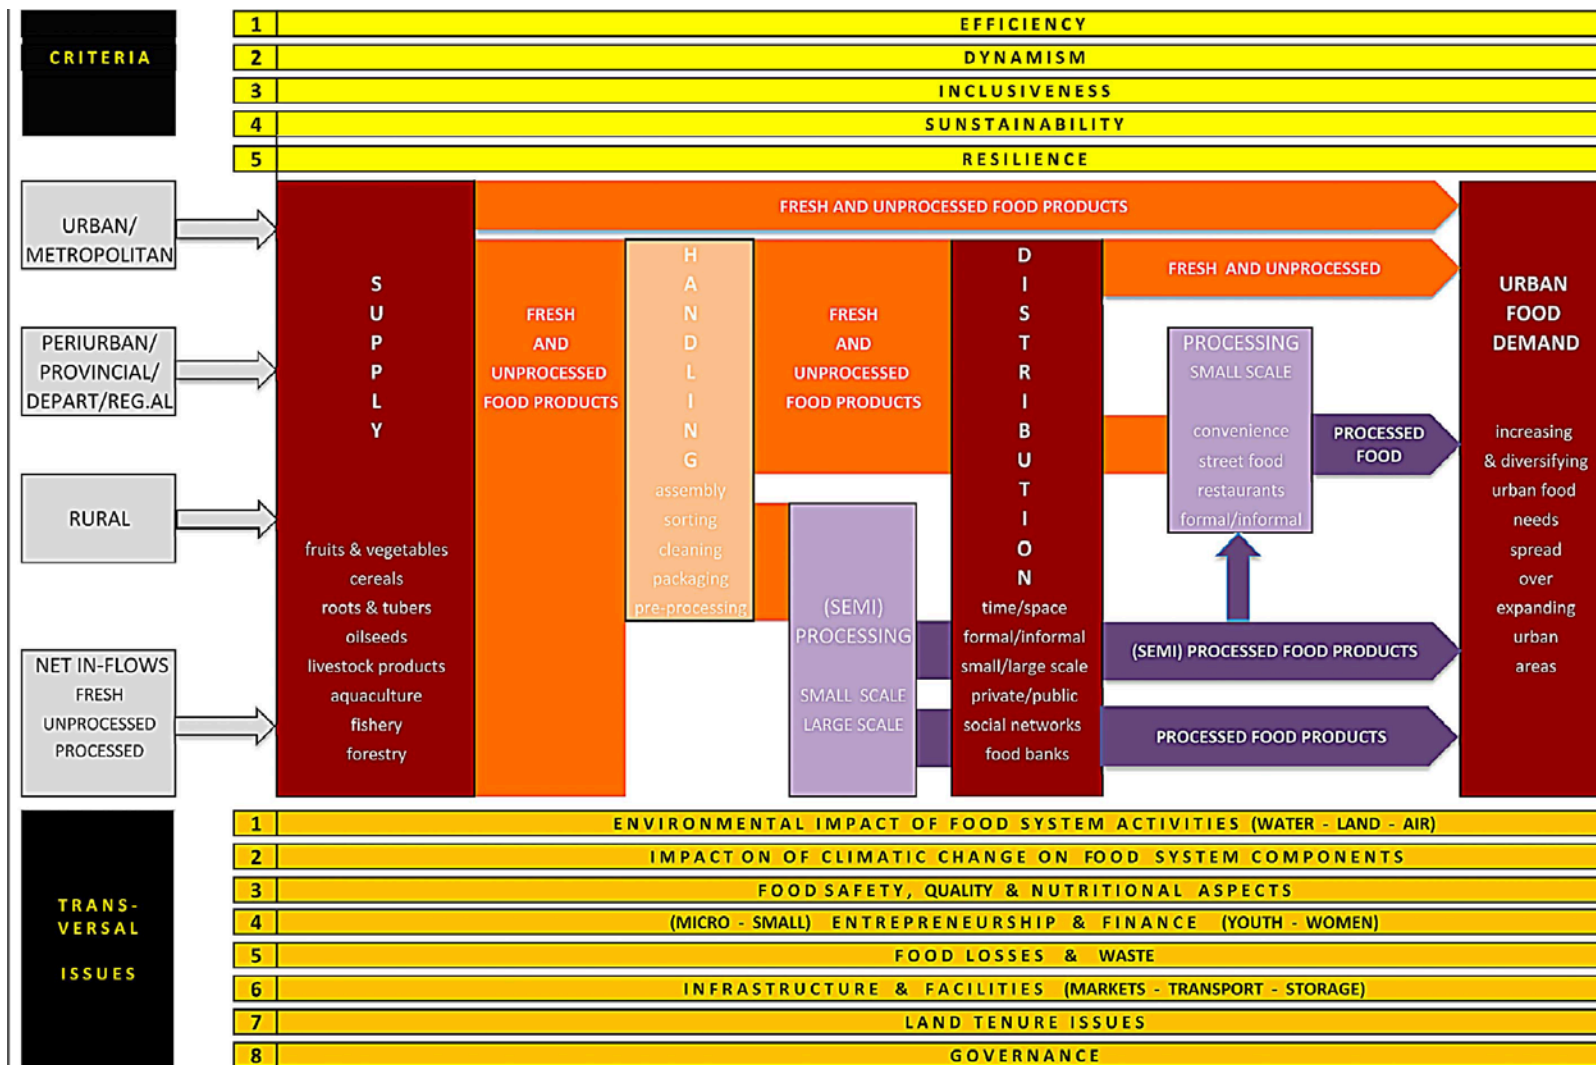 CRITERIA
1 EFFICIENCY
2 DYNAMISM
3 INCLUSIVENESS
4 SUNSTAINABILITY
5 RESILIENCE
URBAN/
METROPOLITAN
PERIURBAN/
PROVINCIAL/
DEPART/REG.AL
RURAL
NET IN-FLOWS
FRESH
UNPROCESSED
PROCESSED
SUPPLY
fruits & vegetables
cereals
roots & tubers
oilseeds
livestock products
aquaculture
fishery
forestry
FRESH AND UNPROCESSED FOOD PRODUCTS
FRESH
AND
UNPROCESSED
FOOD PRODUCTS
HANDLING
assembly
sorting
cleaning
packaging
pre-processing
FRESH
AND
UNPROCESSED
FOOD PRODUCTS
(SEMI)
PROCESSING
SMALL SCALE
LARGE SCALE
DISTRIBUTION
time/space
formal/informal
small/large scale
private/public
social networks
food banks
FRESH AND UNPROCESSED
PROCESSING
SMALL SCALE
convenience
street food
restaurants
formal/informal
PROCESSED
FOOD
(SEMI) PROCESSED FOOD PRODUCTS
PROCESSED FOOD PRODUCTS
URBAN
FOOD
DEMAND
increasing
& diversifying
urban food
needs
spread
over
expanding
urban
areas
TRANS-
VERSAL
ISSUES
1 ENVIRONMENTAL IMPACT OF FOOD SYSTEM ACTIVITIES (WATER - LAND - AIR)
2 IMPACT ON OF CLIMATIC CHANGE ON FOOD SYSTEM COMPONENTS
3 FOOD SAFETY, QUALITY & NUTRITIONAL ASPECTS
4 (MICRO - SMALL) ENTREPRENEURSHIP & FINANCE (YOUTH - WOMEN)
5 FOOD LOSSES & WASTE
6 INFRASTRUCTURE & FACILITIES (MARKETS - TRANSPORT - STORAGE)
7 LAND TENURE ISSUES
8 GOVERNANCE